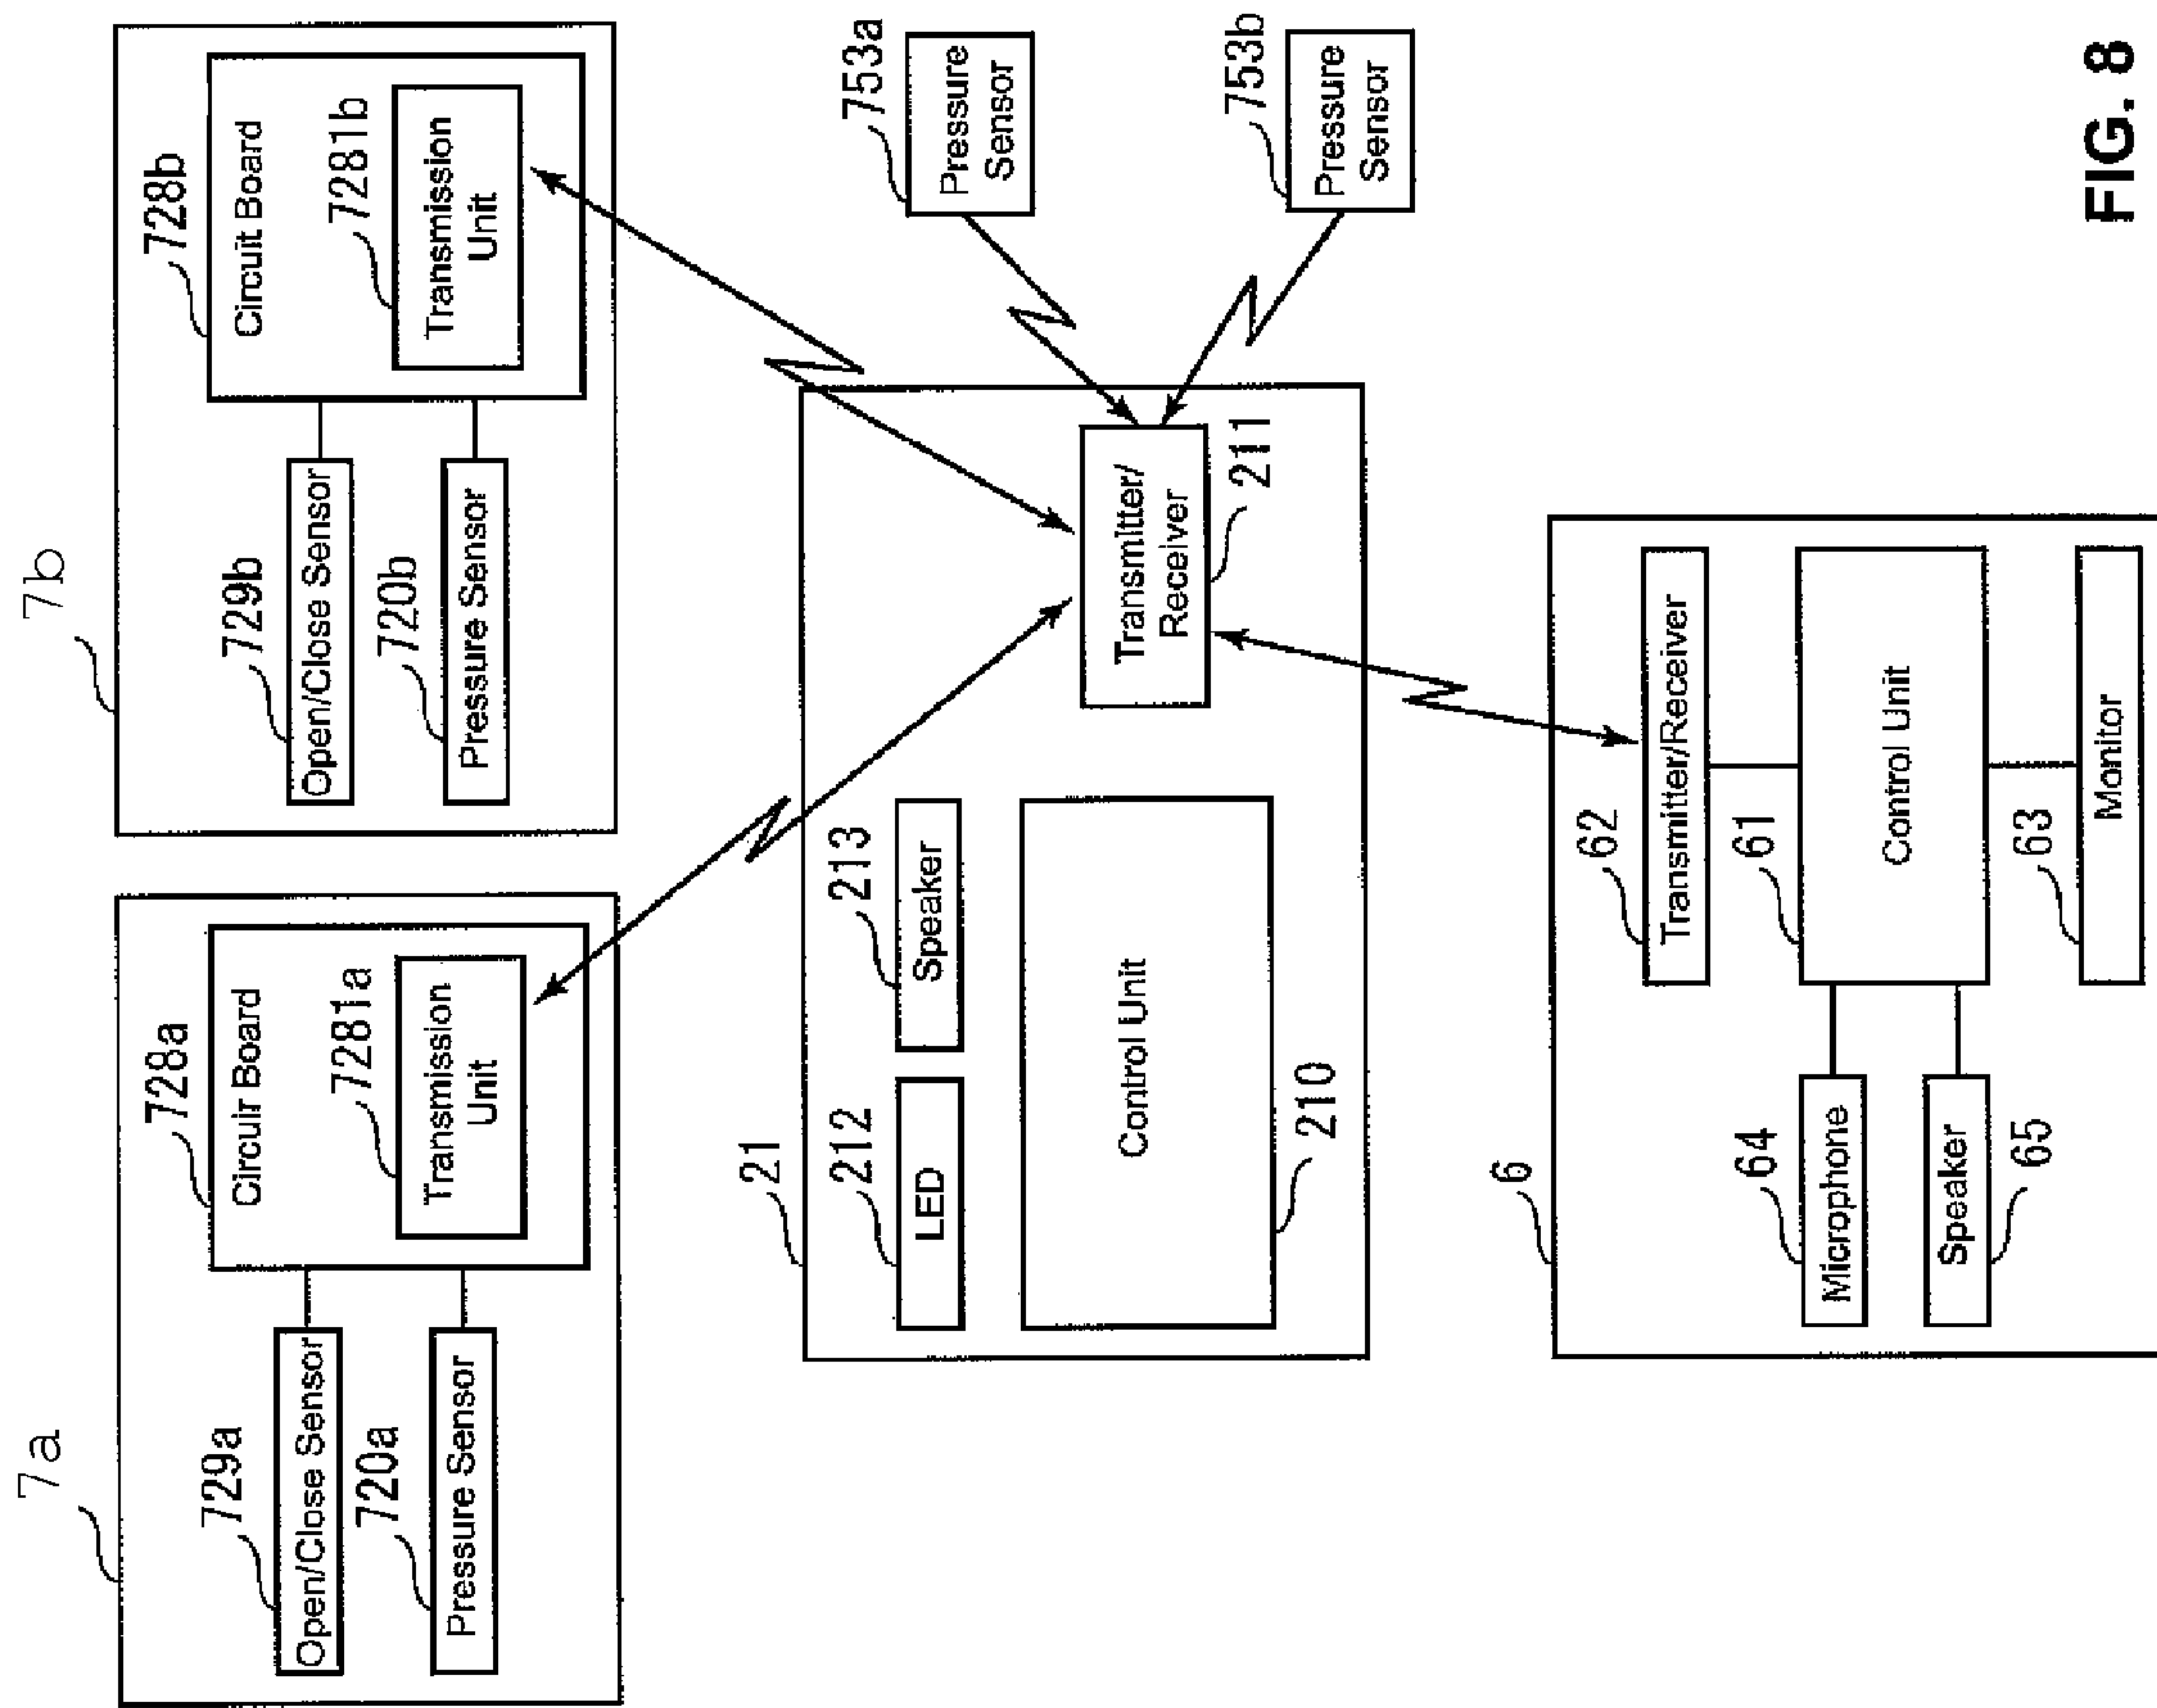 7a
729a
Open/Close Sensor
720a
Pressure Sensor
728a
Circuir Board
7281a
Transmission
Unit
7b
729b
Open/Close Sensor
720b
Pressure Sensor
728b
Circuit Board
7281b
Transmission
Unit
21
212
LED
213
Speaker
Control Unit
210
Transmitter/
Receiver
211
753a
Pressure
Sensor
753b
Pressure
Sensor
6
64
Microphone
Speaker
65
62
Transmitter/Receiver
61
Control Unit
63
Monitor
FIG. 8